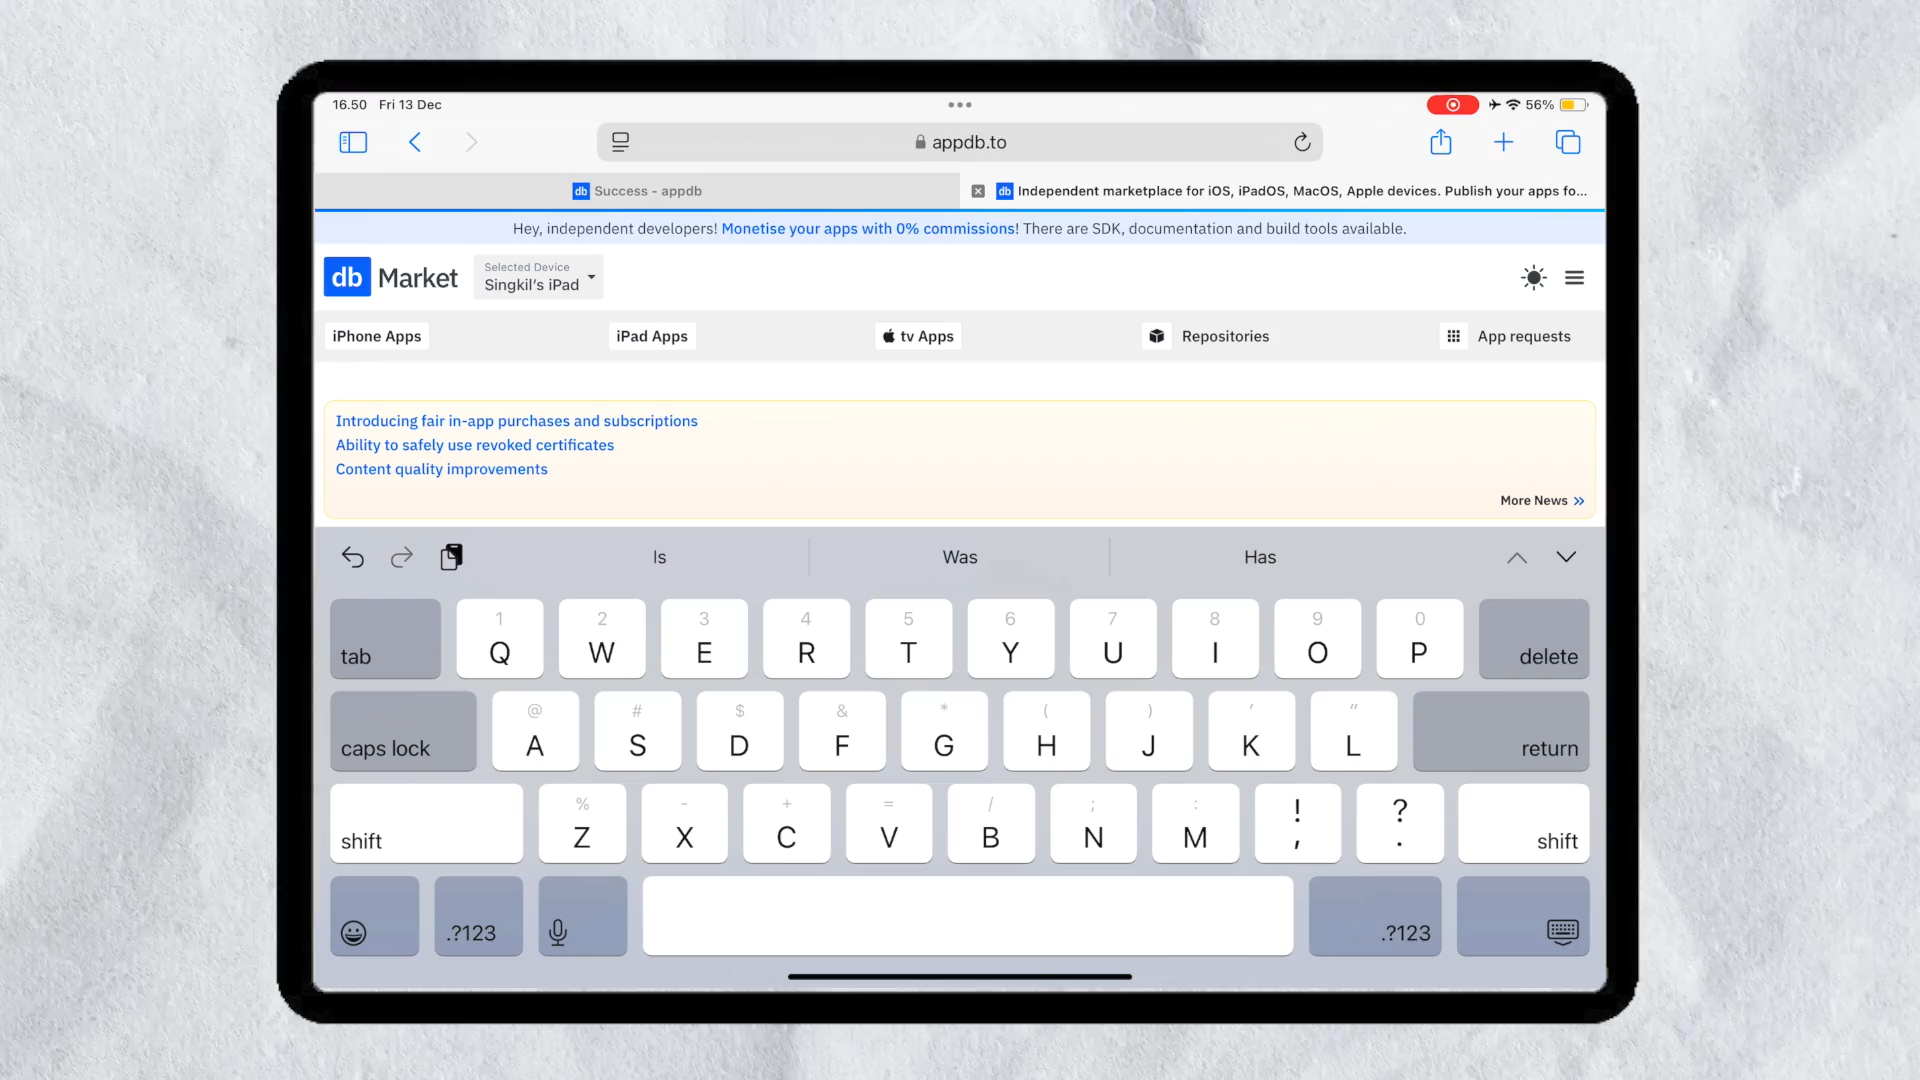 16.50 Fri 13 Dec
56%
appdb.to
db Success - appdb
db Independent marketplace for iOS, iPadOS, MacOS, Apple devices. Publish your apps fo...
Hey, independent developers! Monetise your apps with 0% commissions! There are SDK, documentation and build tools available.
db Market
Selected Device
Singkil's iPad
iPhone Apps
iPad Apps
tv Apps
Repositories
App requests
Introducing fair in-app purchases and subscriptions
Ability to safely use revoked certificates
Content quality improvements
More News »
Is Was Has
1 2 3 4 5 6 7 8 9 0
tab Q W E R T Y U I O P delete
@ # $ & * ( ) ' "
caps lock A S D F G H J K L return
% - + = / ; : ! ?
shift Z X C V B N M , . shift
.?123 .?123